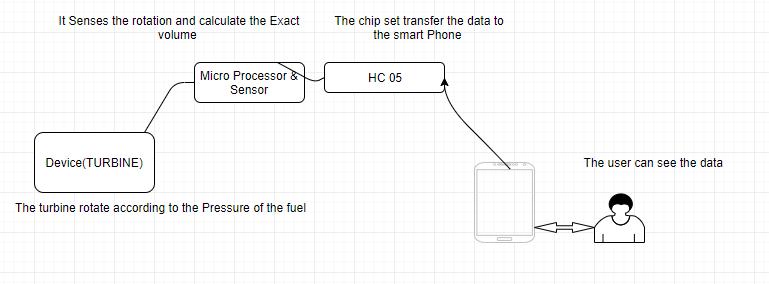 It Senses the rotation and calculate the Exact
volume
The chip set transfer the data to
the smart Phone
Micro Processor &
Sensor
HC 05
Device(TURBINE)
The user can see the data
The turbine rotate according to the Pressure of the fuel